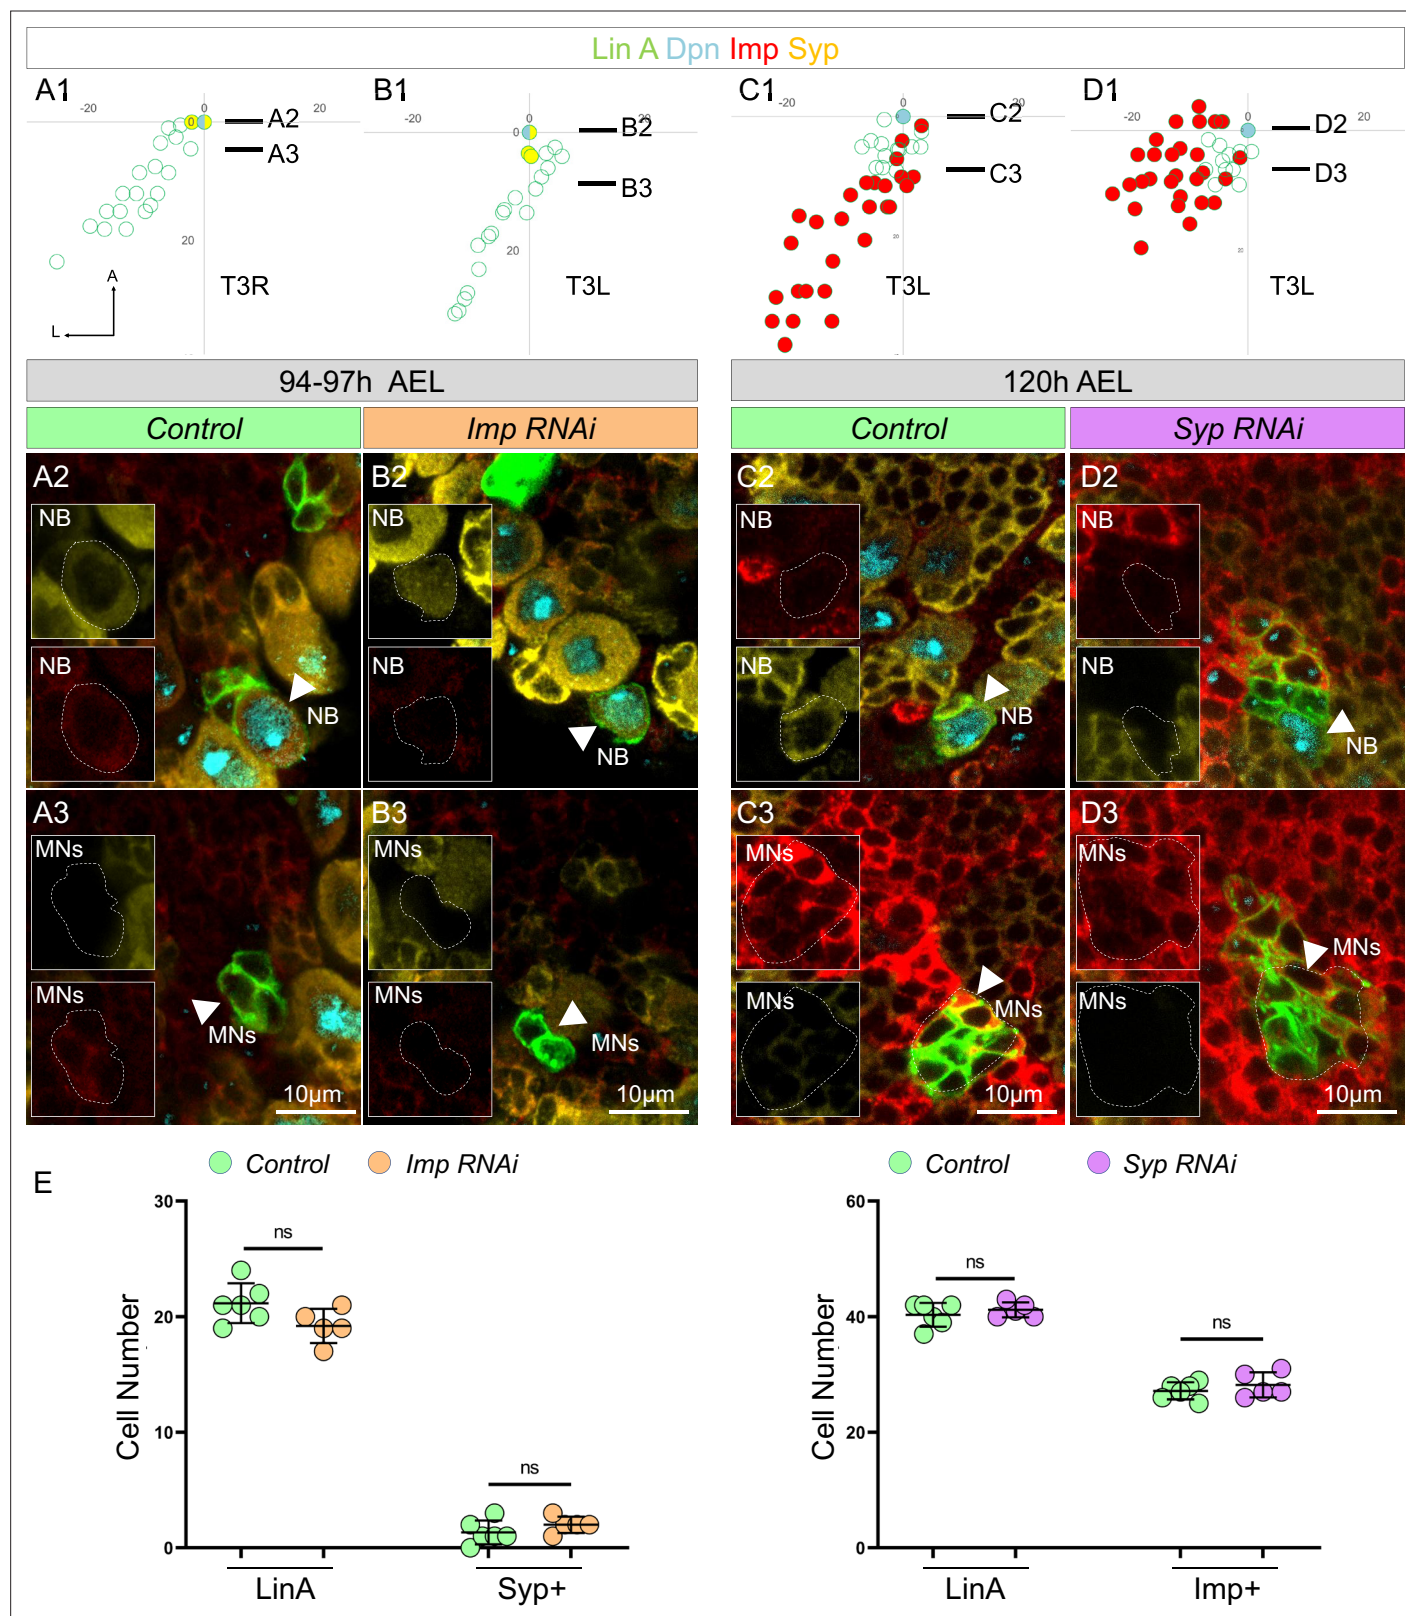 Lin A Dpn Imp Syp
A1
-20
0
20
A2
A3
20
A
L
T3R
B1
-20
0
20
0
B2
B3
20
T3L
C1
-20
0
20
C2
C3
20
T3L
D1
-20
0
20
0
D2
D3
20
T3L
94-97h AEL
120h AEL
Control
Imp RNAi
Control
Syp RNAi
A2
NB
NB
NB
B2
NB
NB
NB
C2
NB
NB
NB
D2
NB
NB
NB
A3
MNs
MNs
MNs
10µm
B3
MNs
MNs
MNs
10µm
C3
MNs
MNs
MNs
10µm
D3
MNs
MNs
MNs
10µm
E
Control
Imp RNAi
Cell Number
30
20
10
0
ns
ns
LinA
Syp+
Control
Syp RNAi
Cell Number
60
40
20
0
ns
ns
LinA
Imp+